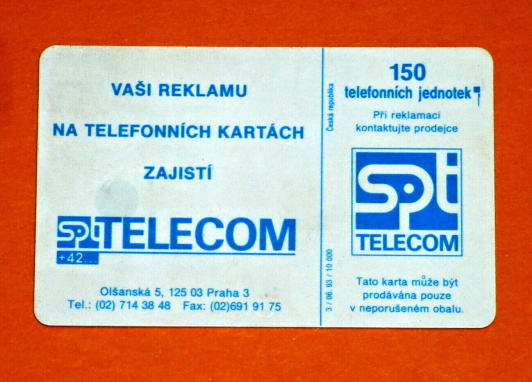 VAŠI REKLAMU
NA TELEFONNÍCH KARTÁCH
ZAJISTÍ
spt TELECOM
+42...
Olšanská 5, 125 03 Praha 3
Tel.: (02) 714 38 48 Fax: (02)691 91 75
Česká republika
3 / 06. 93 / 10 000
150
telefonních jednotek
Při reklamaci
kontaktujte prodejce
spt
TELECOM
Tato karta může být
prodávána pouze
v neporušeném obalu.